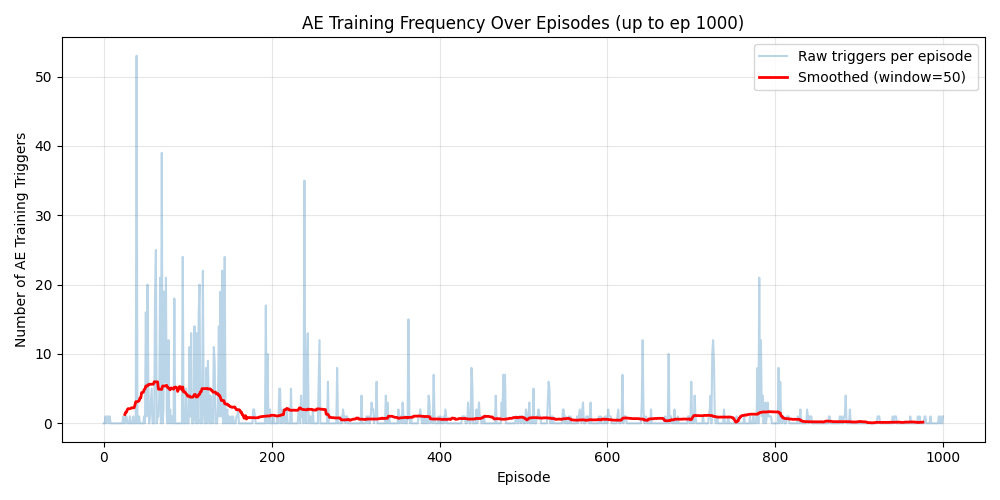 AE Training Frequency Over Episodes (up to ep 1000)
Raw triggers per episode
Smoothed (window=50)
Number of AE Training Triggers
50
40
30
20
10
0
0 200 400 600 800 1000
Episode